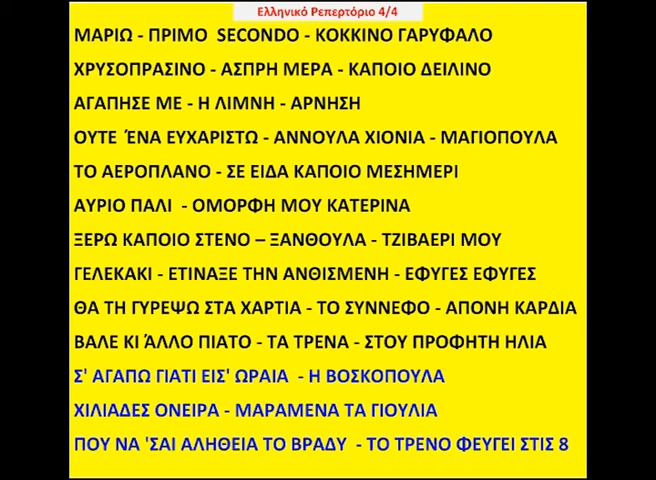 Ελληνικό Ρεπερτόριο 4/4
ΜΑΡΙΩ - ΠΡΙΜΟ SECONDO - ΚΟΚΚΙΝΟ ΓΑΡΥΦΑΛΟ
ΧΡΥΣΟΠΡΑΣΙΝΟ - ΑΣΠΡΗ ΜΕΡΑ - ΚΑΠΟΙΟ ΔΕΙΛΙΝΟ
ΑΓΑΠΗΣΕ ΜΕ - Η ΛΙΜΝΗ - ΑΡΝΗΣΗ
ΟΥΤΕ ΈΝΑ ΕΥΧΑΡΙΣΤΩ - ΑΝΝΟΥΛΑ ΧΙΟΝΙΑ - ΜΑΓΙΟΠΟΥΛΑ
ΤΟ ΑΕΡΟΠΛΑΝΟ - ΣΕ ΕΙΔΑ ΚΑΠΟΙΟ ΜΕΣΗΜΕΡΙ
ΑΥΡΙΟ ΠΑΛΙ - ΟΜΟΡΦΗ ΜΟΥ ΚΑΤΕΡΙΝΑ
ΞΕΡΩ ΚΑΠΟΙΟ ΣΤΕΝΟ – ΞΑΝΘΟΥΛΑ - ΤΖΙΒΑΕΡΙ ΜΟΥ
ΓΕΛΕΚΑΚΙ - ΕΤΙΝΑΞΕ ΤΗΝ ΑΝΘΙΣΜΕΝΗ - ΕΦΥΓΕΣ ΕΦΥΓΕΣ
ΘΑ ΤΗ ΓΥΡΕΨΩ ΣΤΑ ΧΑΡΤΙΑ - ΤΟ ΣΥΝΝΕΦΟ - ΑΠΟΝΗ ΚΑΡΔΙΑ
ΒΑΛΕ ΚΙ ΆΛΛΟ ΠΙΑΤΟ - ΤΑ ΤΡΕΝΑ - ΣΤΟΥ ΠΡΟΦΗΤΗ ΗΛΙΑ
Σ' ΑΓΑΠΩ ΓΙΑΤΙ ΕΙΣ' ΩΡΑΙΑ - Η ΒΟΣΚΟΠΟΥΛΑ
ΧΙΛΙΑΔΕΣ ΟΝΕΙΡΑ - ΜΑΡΑΜΕΝΑ ΤΑ ΓΙΟΥΛΙΑ
ΠΟΥ ΝΑ 'ΣΑΙ ΑΛΗΘΕΙΑ ΤΟ ΒΡΑΔΥ - ΤΟ ΤΡΕΝΟ ΦΕΥΓΕΙ ΣΤΙΣ 8